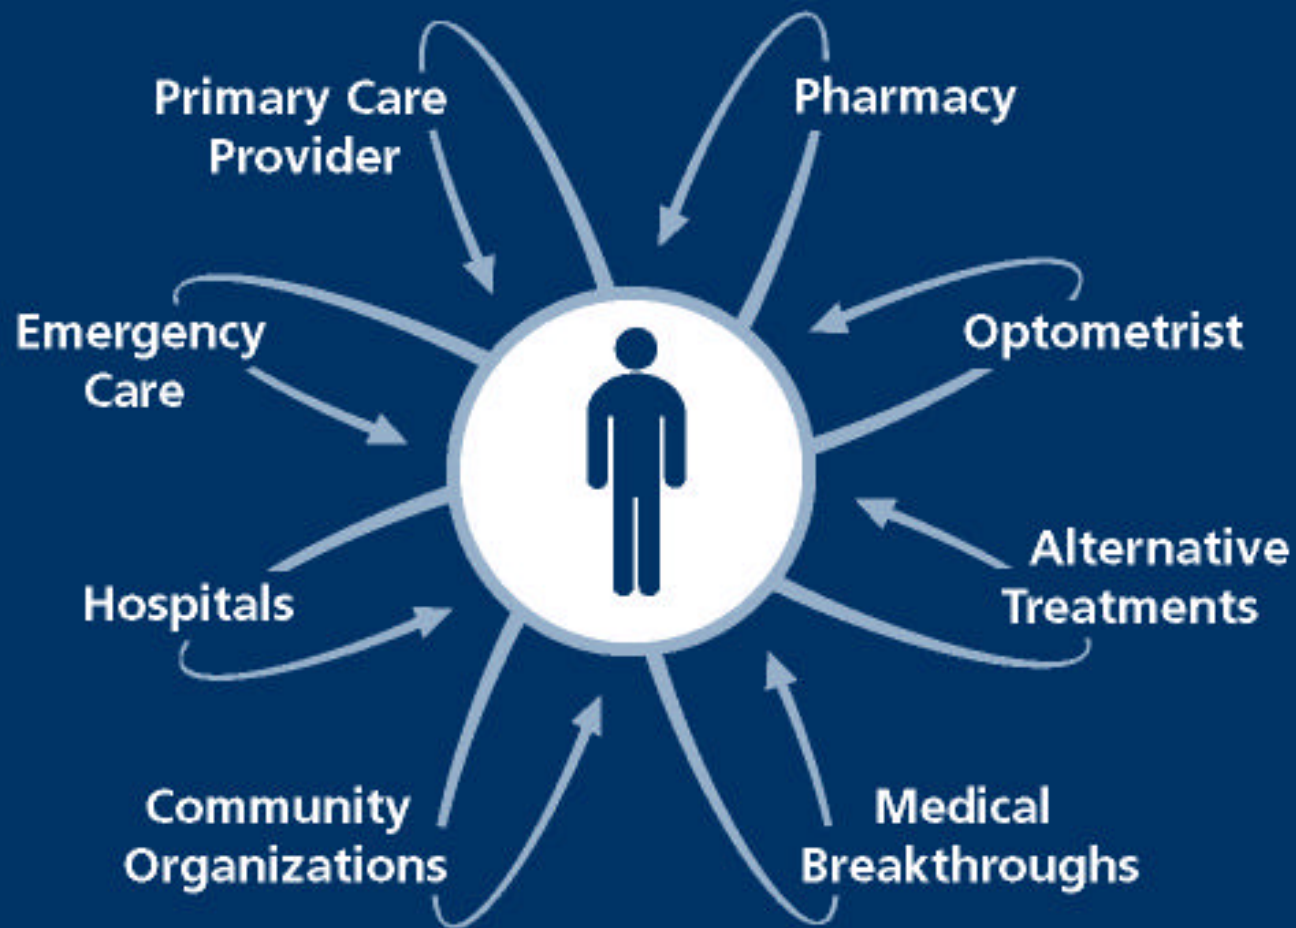 Primary Care
Provider
Pharmacy
Emergency
Care
Optometrist
Hospitals
Alternative
Treatments
Community
Organizations
Medical
Breakthroughs